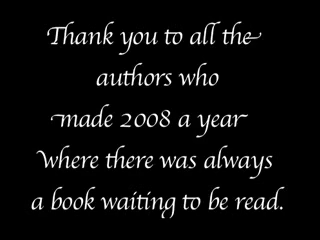 Thank you to all the
authors who
made 2008 a year
where there was always
a book waiting to be read.